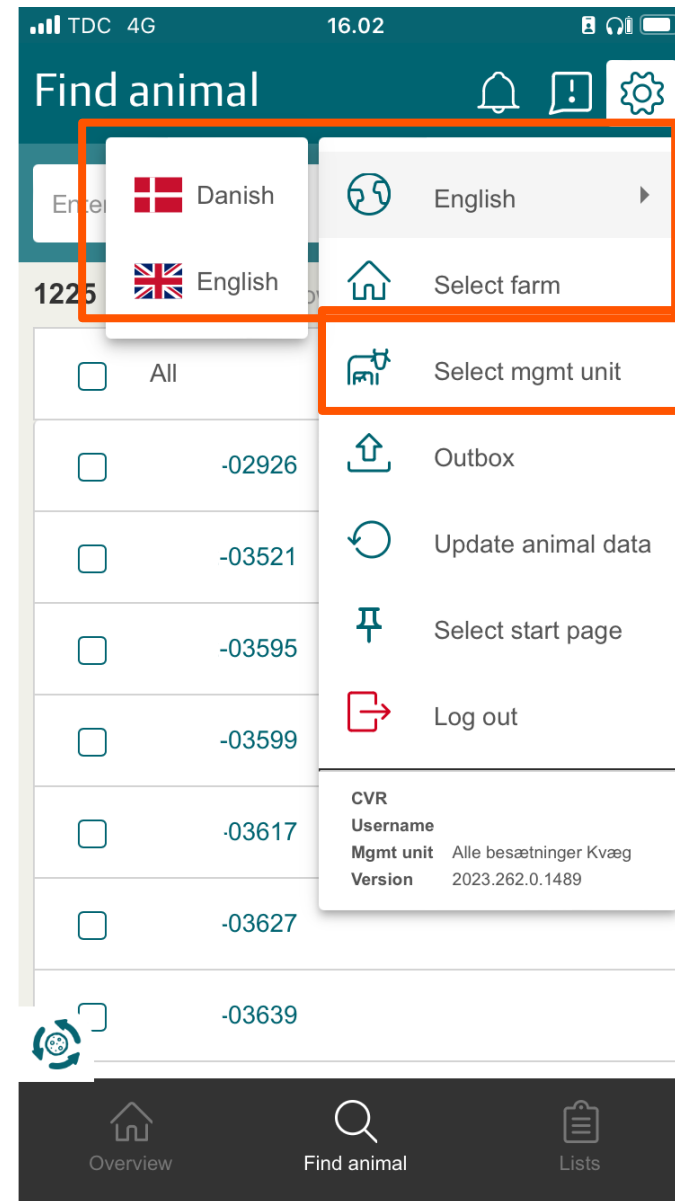 TDC 4G 16.02
Find animal
Danish
English
English
Select farm
1225
All
Select mgmt unit
-02926
Outbox
-03521
Update animal data
-03595
Select start page
-03599
Log out
CVR
Username
Mgmt unit Alle besætninger Kvæg
Version 2023.262.0.1489
-03617
-03627
-03639
Overview Find animal Lists